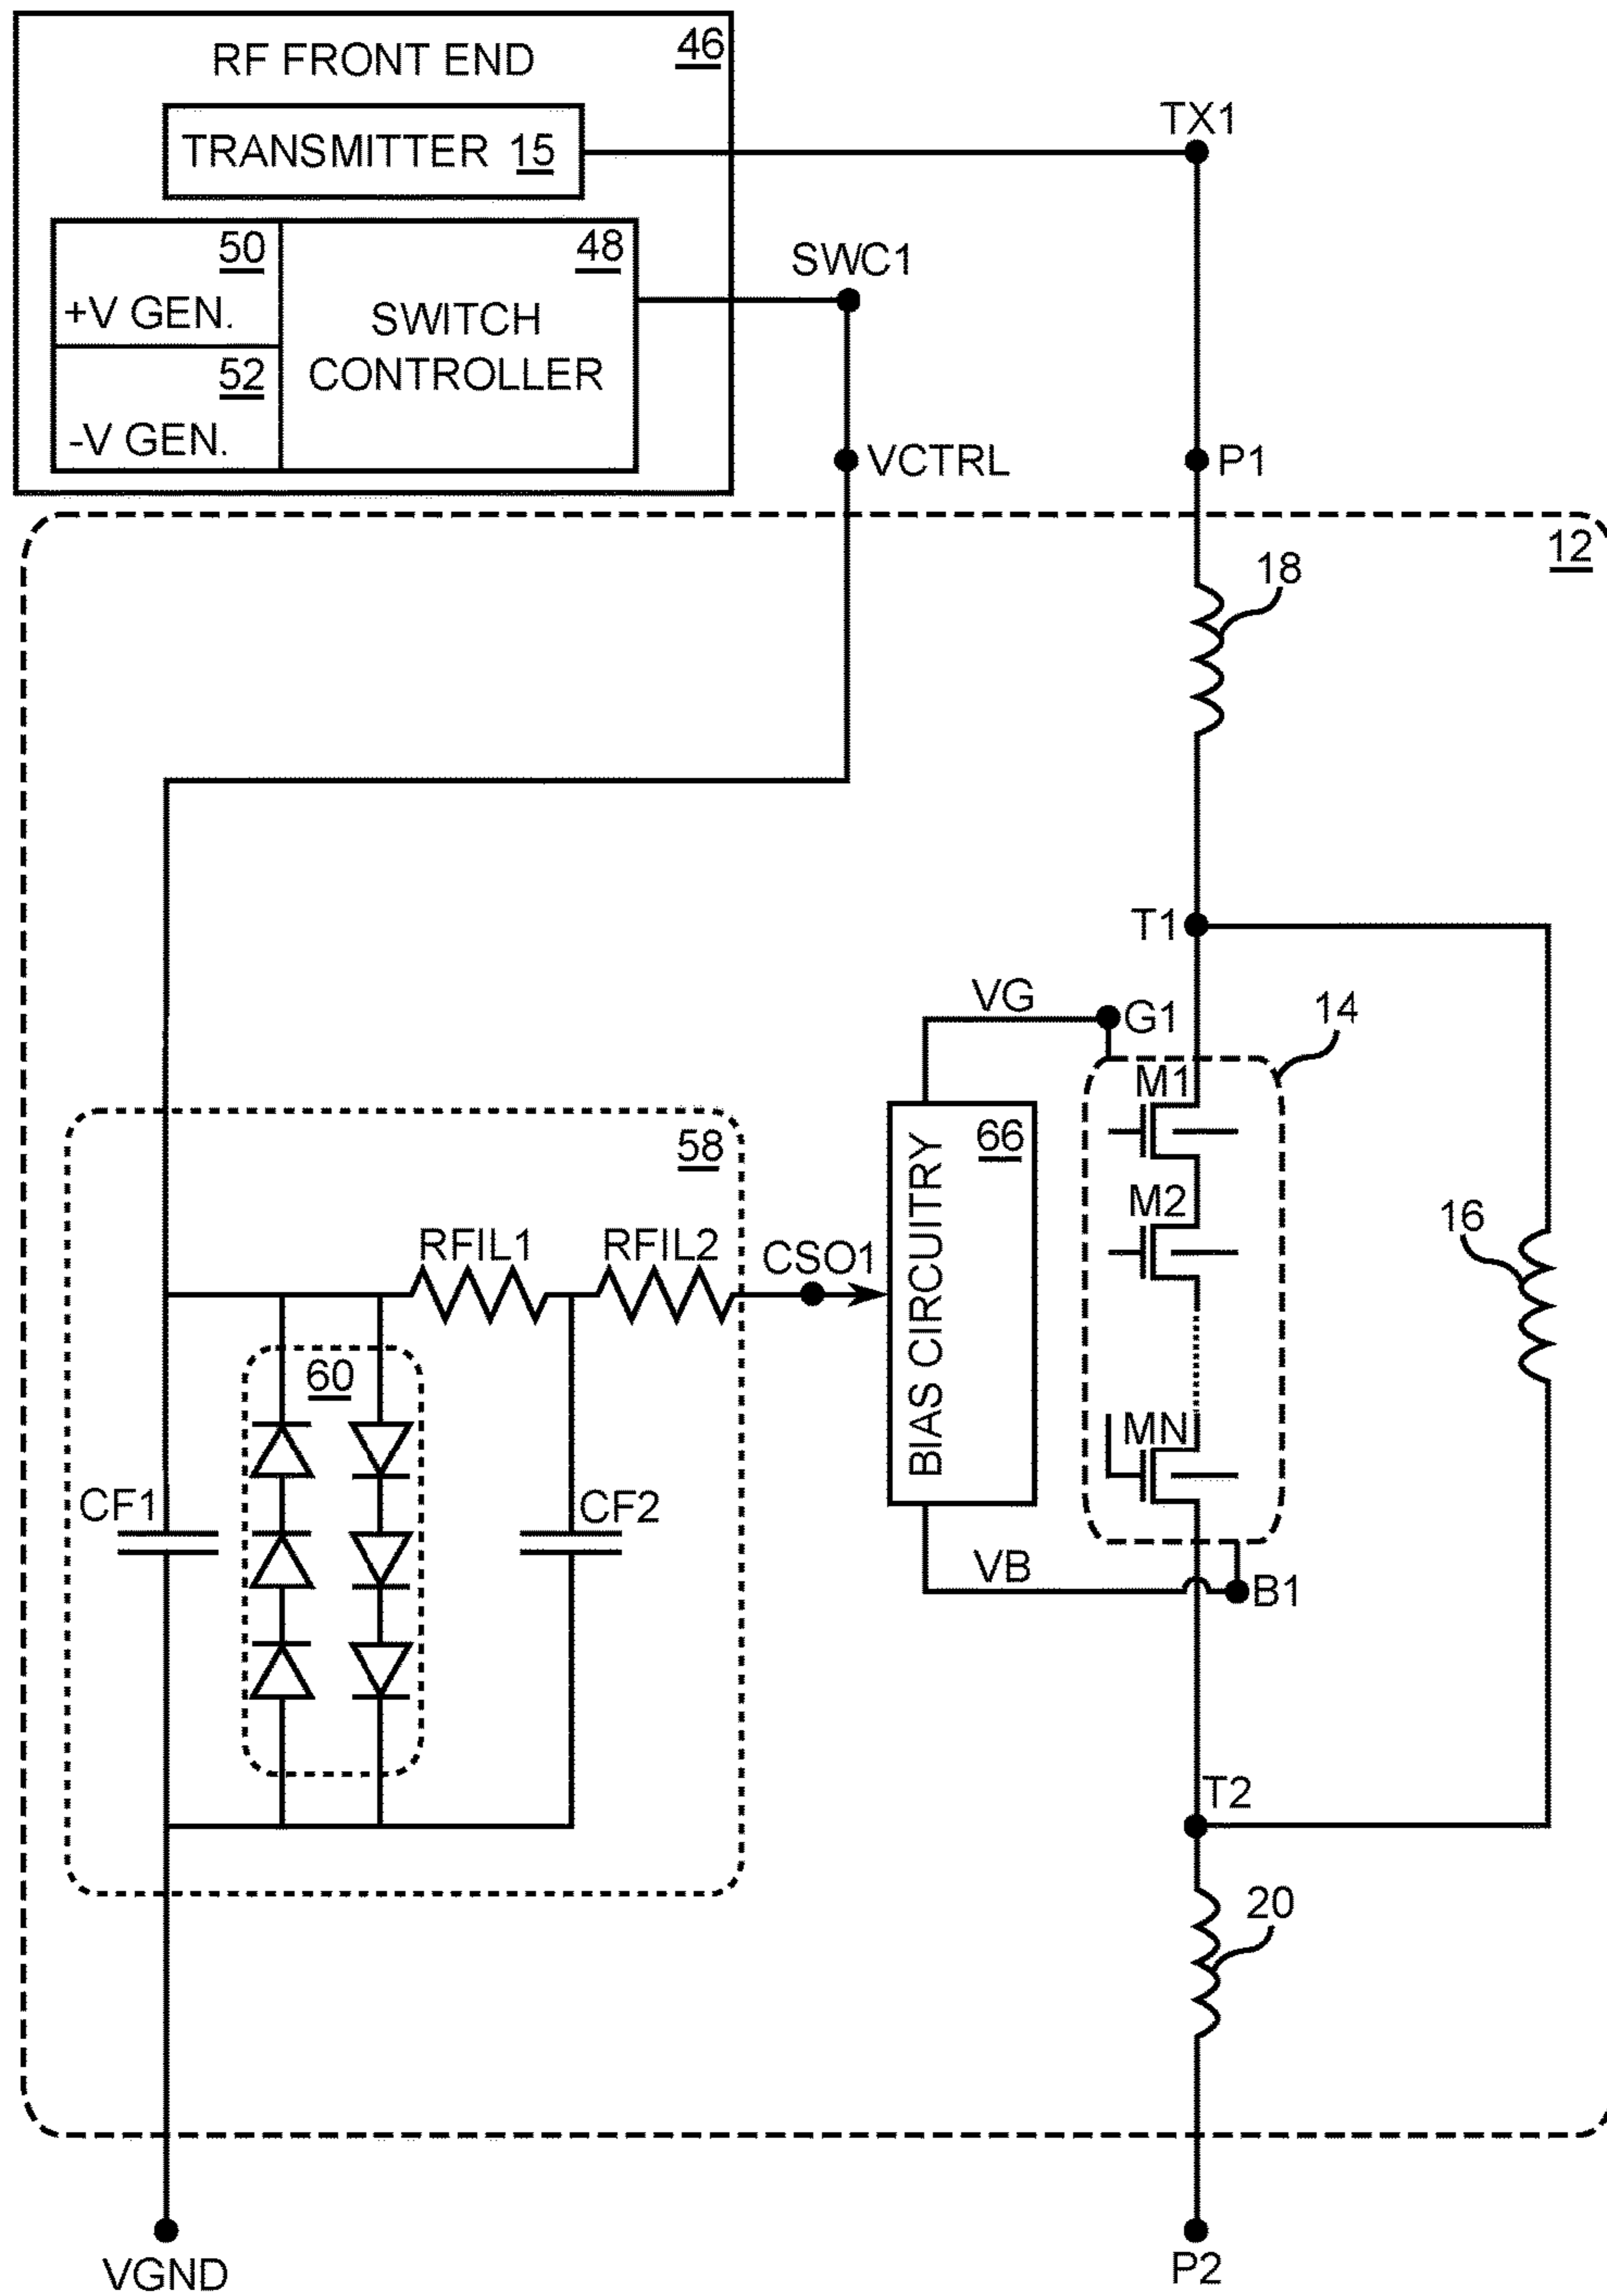 RF FRONT END
46
TRANSMITTER 15
TX1
50
+V GEN.
48
SWITCH
CONTROLLER
SWC1
52
-V GEN.
VCTRL
P1
12
18
T1
VG
G1
14
M1
58
66
BIAS CIRCUITRY
M2
16
RFIL1
RFIL2
CSO1
60
MN
CF1
CF2
VB
B1
T2
20
VGND
P2